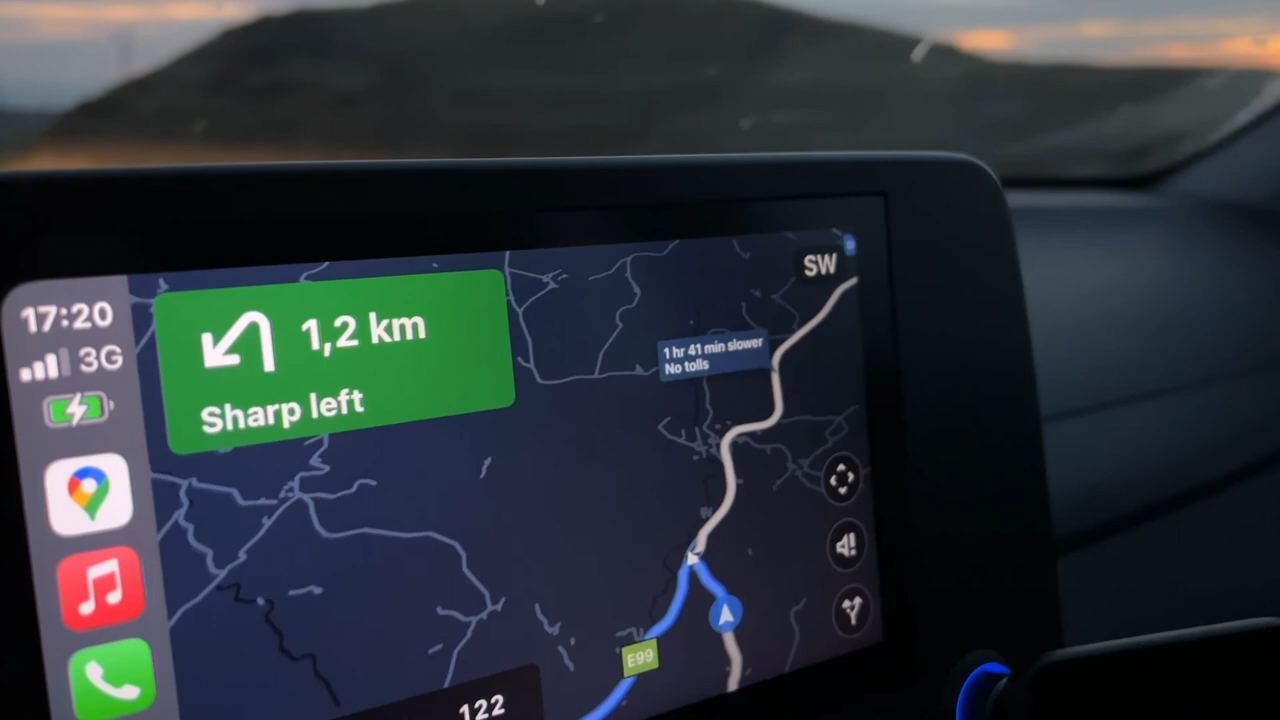 17:20
3G
1,2 km
Sharp left
SW
1 hr 41 min slower
No tolls
E99
122